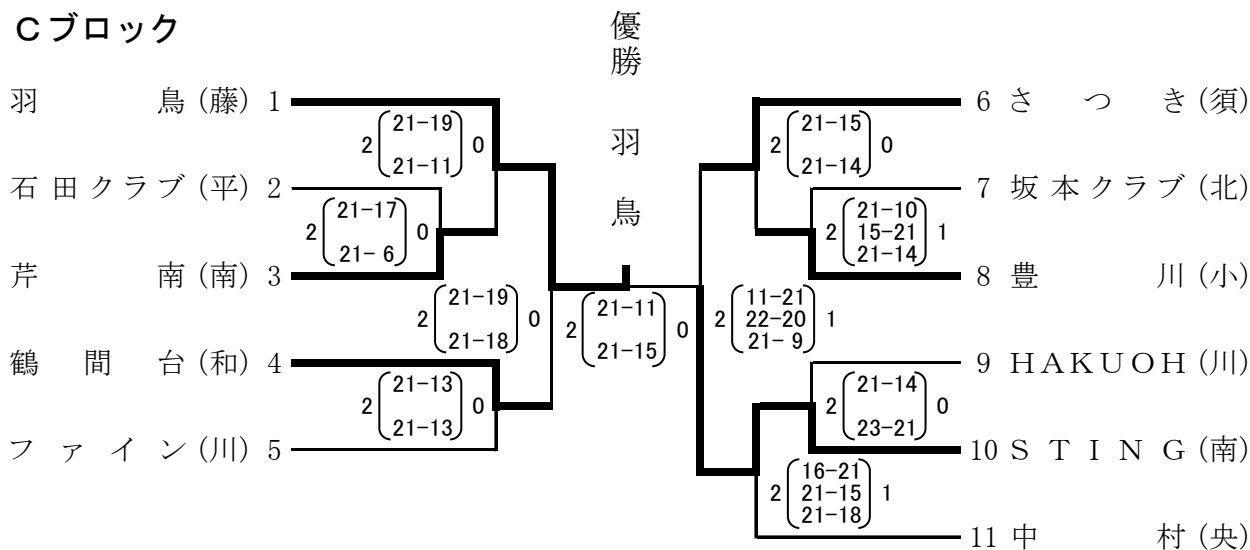 Cブロック
優勝 羽鳥
羽鳥(藤) 1
石田クラブ(平) 2
芹南(南) 3
鶴間台(和) 4
ファイン(川) 5
2 21-19 21-11 0
2 21-17 21- 6 0
2 21-19 21-18 0
2 21-13 21-13 0
2 21-11 21-15 0
6 さつき(須)
7 坂本クラブ(北)
8 豊川(小)
9 HAKUOH(川)
10 STING(南)
11 中村(央)
2 21-15 21-14 0
2 21-10 15-21 21-14 1
2 11-21 22-20 21- 9 1
2 21-14 23-21 0
2 16-21 21-15 21-18 1